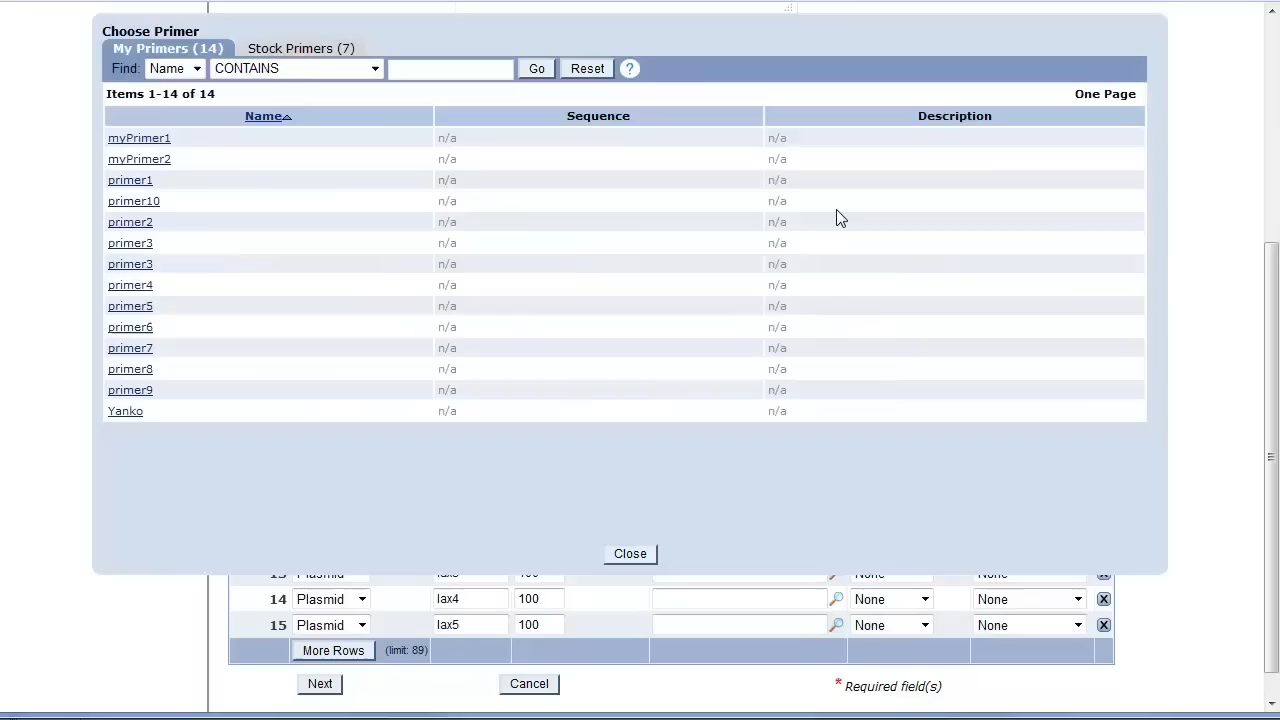 Choose Primer
My Primers (14) Stock Primers (7)
Find: Name CONTAINS Go Reset ?
Items 1-14 of 14 One Page
Name Sequence Description
myPrimer1 n/a n/a
myPrimer2 n/a n/a
primer1 n/a n/a
primer10 n/a n/a
primer2 n/a n/a
primer3 n/a n/a
primer3 n/a n/a
primer4 n/a n/a
primer5 n/a n/a
primer6 n/a n/a
primer7 n/a n/a
primer8 n/a n/a
primer9 n/a n/a
Yanko n/a n/a
Close
14 Plasmid lax4 100 None None X
15 Plasmid lax5 100 None None X
More Rows (limit: 89)
Next Cancel * Required field(s)